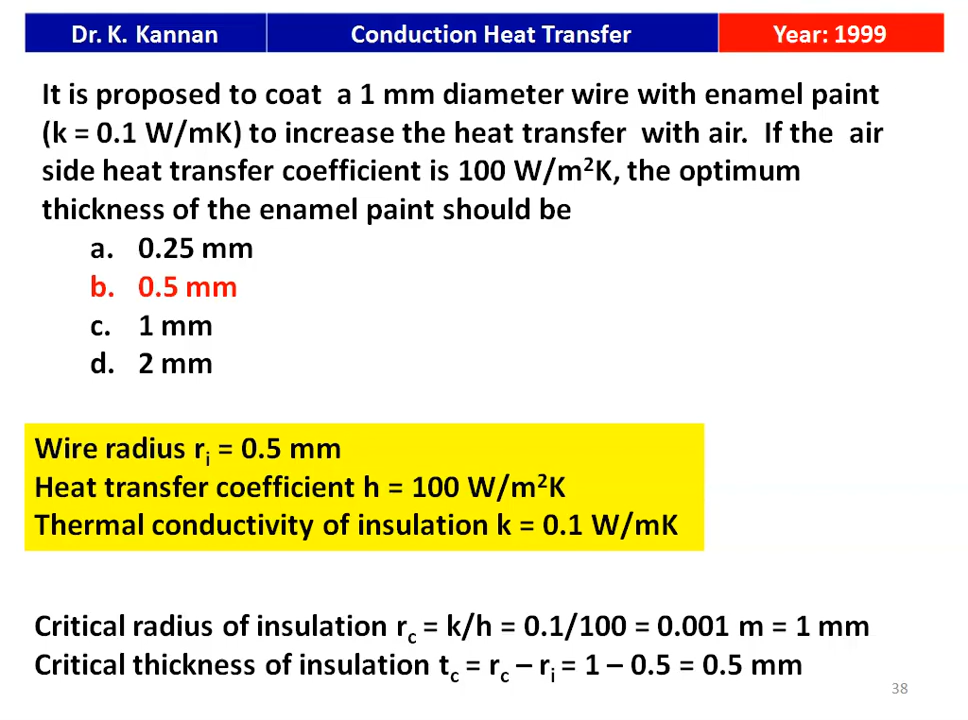 Dr. K. Kannan Conduction Heat Transfer Year: 1999
It is proposed to coat a 1 mm diameter wire with enamel paint
(k = 0.1 W/mK) to increase the heat transfer with air. If the air
side heat transfer coefficient is 100 W/m²K, the optimum
thickness of the enamel paint should be
a. 0.25 mm
b. 0.5 mm
c. 1 mm
d. 2 mm
Wire radius rᵢ = 0.5 mm
Heat transfer coefficient h = 100 W/m²K
Thermal conductivity of insulation k = 0.1 W/mK
Critical radius of insulation r_c = k/h = 0.1/100 = 0.001 m = 1 mm
Critical thickness of insulation t_c = r_c – rᵢ = 1 – 0.5 = 0.5 mm
38